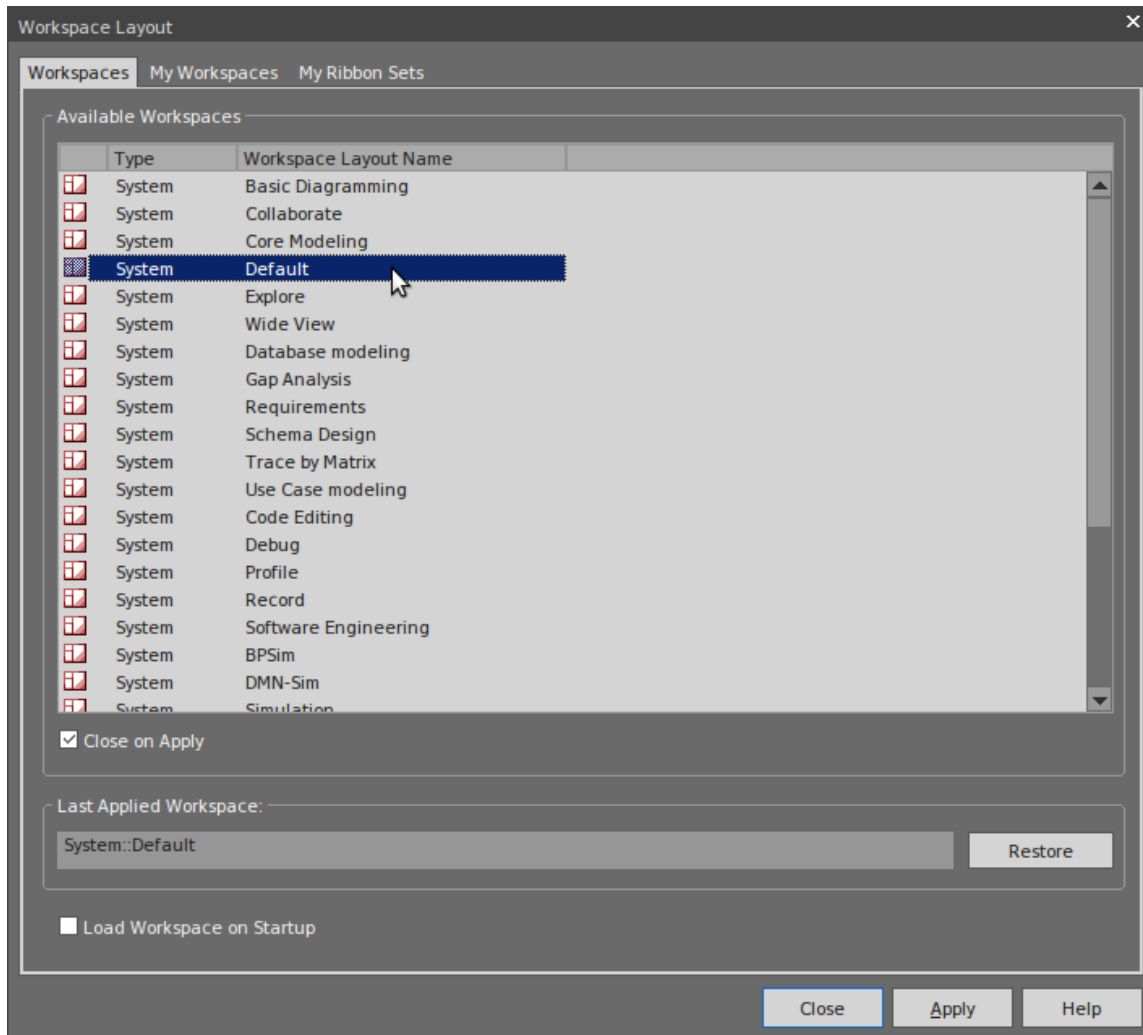 Workspace Layout
Workspaces My Workspaces My Ribbon Sets
Available Workspaces
Type Workspace Layout Name
System Basic Diagramming
System Collaborate
System Core Modeling
System Default
System Explore
System Wide View
System Database modeling
System Gap Analysis
System Requirements
System Schema Design
System Trace by Matrix
System Use Case modeling
System Code Editing
System Debug
System Profile
System Record
System Software Engineering
System BPSim
System DMN-Sim
System Simulation
Close on Apply
Last Applied Workspace:
System::Default
Restore
Load Workspace on Startup
Close Apply Help